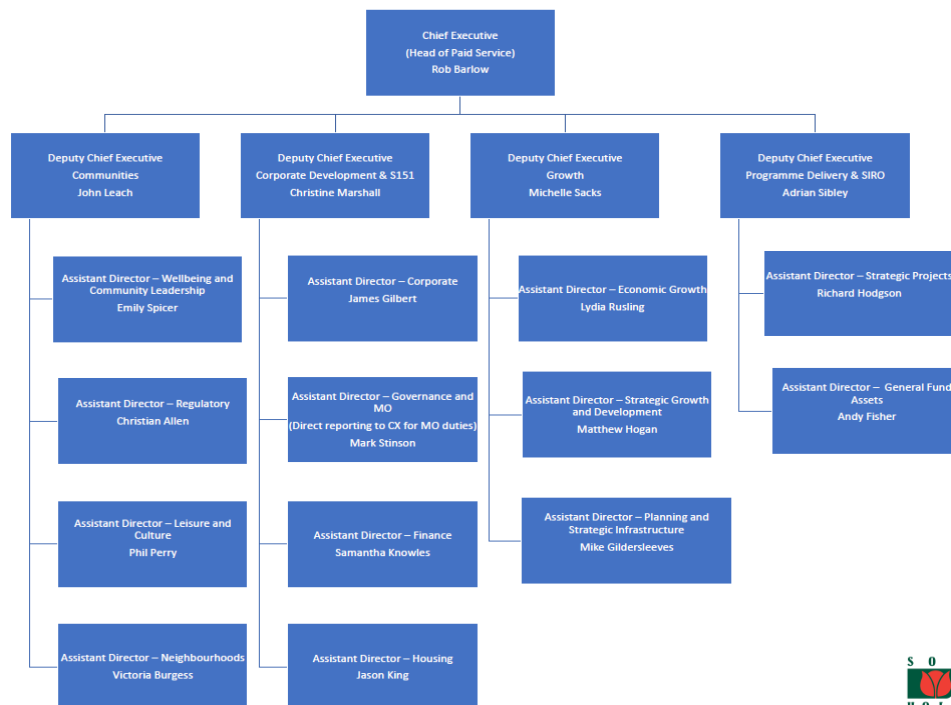 Chief Executive
(Head of Paid Service)
Rob Barlow
Deputy Chief Executive
Communities
John Leach
Deputy Chief Executive
Corporate Development & S151
Christine Marshall
Deputy Chief Executive
Growth
Michelle Sacks
Deputy Chief Executive
Programme Delivery & SIRO
Adrian Sibley
Assistant Director – Wellbeing and
Community Leadership
Emily Spicer
Assistant Director – Regulatory
Christian Allen
Assistant Director – Leisure and
Culture
Phil Perry
Assistant Director – Neighbourhoods
Victoria Burgess
Assistant Director – Corporate
James Gilbert
Assistant Director – Governance and
MO
(Direct reporting to CX for MO duties)
Mark Stinson
Assistant Director – Finance
Samantha Knowles
Assistant Director – Housing
Jason King
Assistant Director – Economic Growth
Lydia Rusling
Assistant Director – Strategic Growth
and Development
Matthew Hogan
Assistant Director – Planning and
Strategic Infrastructure
Mike Gildersleeves
Assistant Director – Strategic Projects
Richard Hodgson
Assistant Director – General Fund
Assets
Andy Fisher
S O